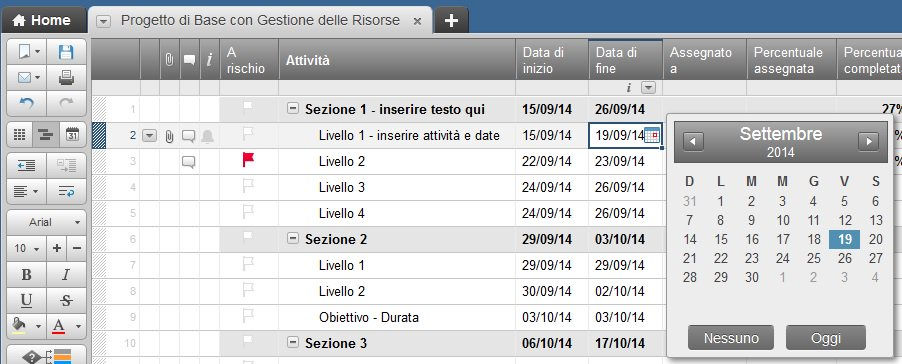 Home
Progetto di Base con Gestione delle Risorse
A rischio
Attività
Data di inizio
Data di fine
Assegnato a
Percentuale assegnata
Percentua completata
1 Sezione 1 - inserire testo qui 15/09/14 26/09/14 27%
2 Livello 1 - inserire attività e date 15/09/14 19/09/14
3 Livello 2 22/09/14 23/09/14
4 Livello 3 24/09/14 26/09/14
5 Livello 4 24/09/14 26/09/14
6 Sezione 2 29/09/14 03/10/14
7 Livello 1 29/09/14 29/09/14
8 Livello 2 30/09/14 02/10/14
9 Obiettivo - Durata 03/10/14 03/10/14
10 Sezione 3 06/10/14 17/10/14
Settembre
2014
D L M M G V S
31 1 2 3 4 5 6
7 8 9 10 11 12 13
14 15 16 17 18 19 20
21 22 23 24 25 26 27
28 29 30 1 2 3 4
Nessuno Oggi
31
Arial
10
B I
U S
A